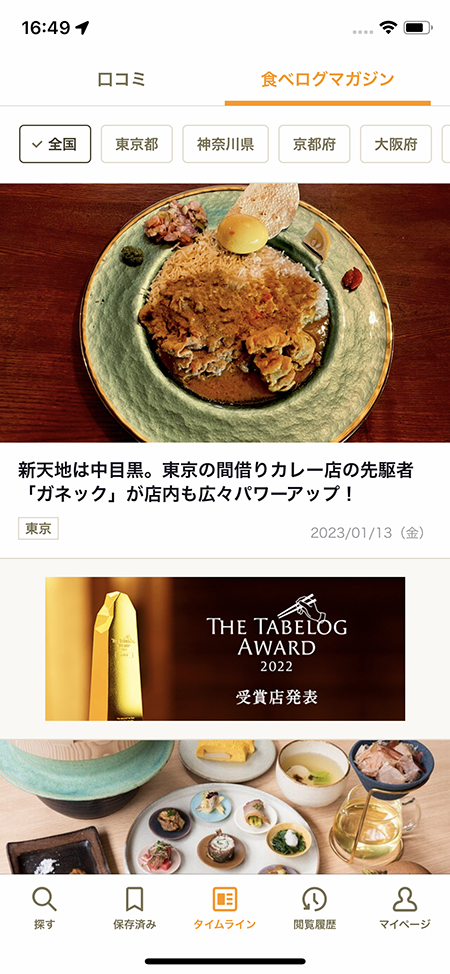 16:49
口コミ
食べログマガジン
全国
東京都
神奈川県
京都府
大阪府
新天地は中目黒。東京の間借りカレー店の先駆者
「ガネック」が店内も広々パワーアップ！
東京
2023/01/13（金）
THE TABELOG
AWARD
2022
受賞店発表
探す
保存済み
タイムライン
閲覧履歴
マイページ